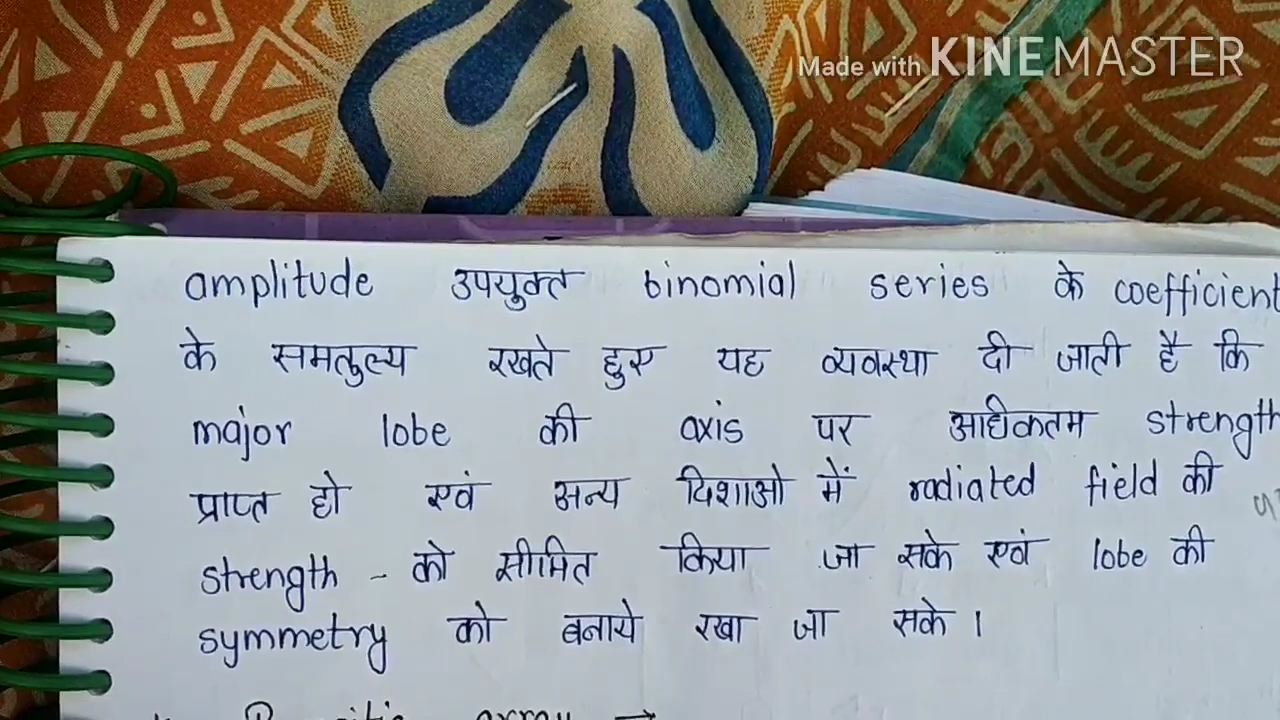 Made with KINEMASTER
amplitude उपयुक्त binomial series के coefficient
के समतुल्य रखते हुए यह व्यवस्था दी जाती है कि
major lobe की axis पर अधिकतम strength
प्राप्त हो एवं अन्य दिशाओ में radiated field की
strength - को सीमित किया जा सके एवं lobe की
symmetry को बनाये रखा जा सके ।
array →